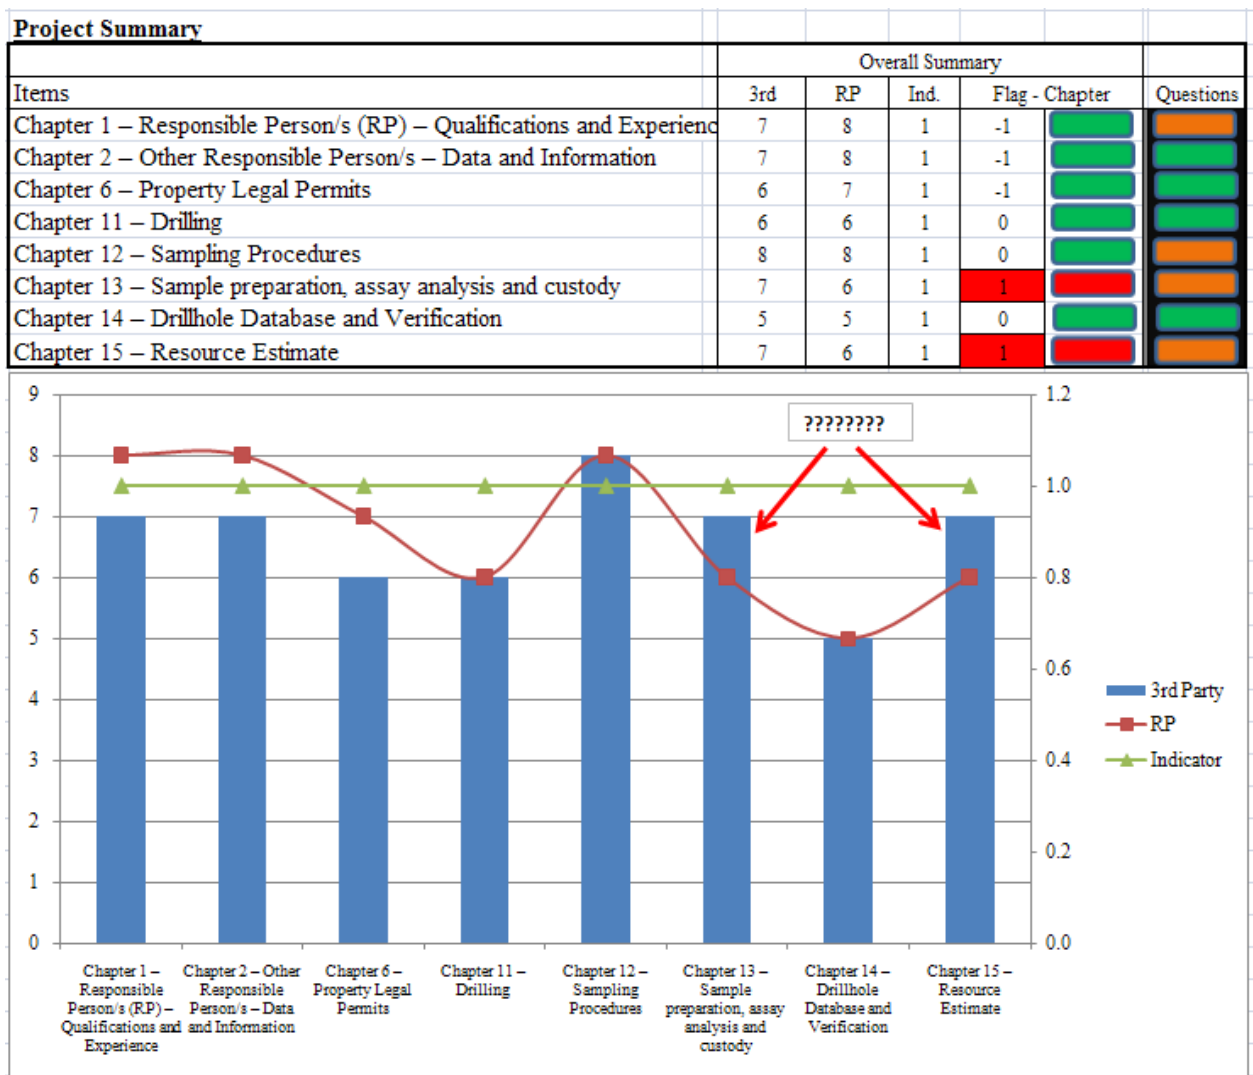 Project Summary
Overall Summary
Items 3rd RP Ind. Flag - Chapter Questions
Chapter 1 – Responsible Person/s (RP) – Qualifications and Experienc 7 8 1 -1
Chapter 2 – Other Responsible Person/s – Data and Information 7 8 1 -1
Chapter 6 – Property Legal Permits 6 7 1 -1
Chapter 11 – Drilling 6 6 1 0
Chapter 12 – Sampling Procedures 8 8 1 0
Chapter 13 – Sample preparation, assay analysis and custody 7 6 1 1
Chapter 14 – Drillhole Database and Verification 5 5 1 0
Chapter 15 – Resource Estimate 7 6 1 1
9
8
7
6
5
4
3
2
1
0
????????
1.2
1.0
0.8
0.6
0.4
0.2
0.0
3rd Party
RP
Indicator
Chapter 1 –
Responsible
Person/s (RP) –
Qualifications and
Experience
Chapter 2 – Other
Responsible
Person/s – Data
and Information
Chapter 6 –
Property Legal
Permits
Chapter 11 –
Drilling
Chapter 12 –
Sampling
Procedures
Chapter 13 –
Sample
preparation, assay
analysis and
custody
Chapter 14 –
Drillhole
Database and
Verification
Chapter 15 –
Resource
Estimate